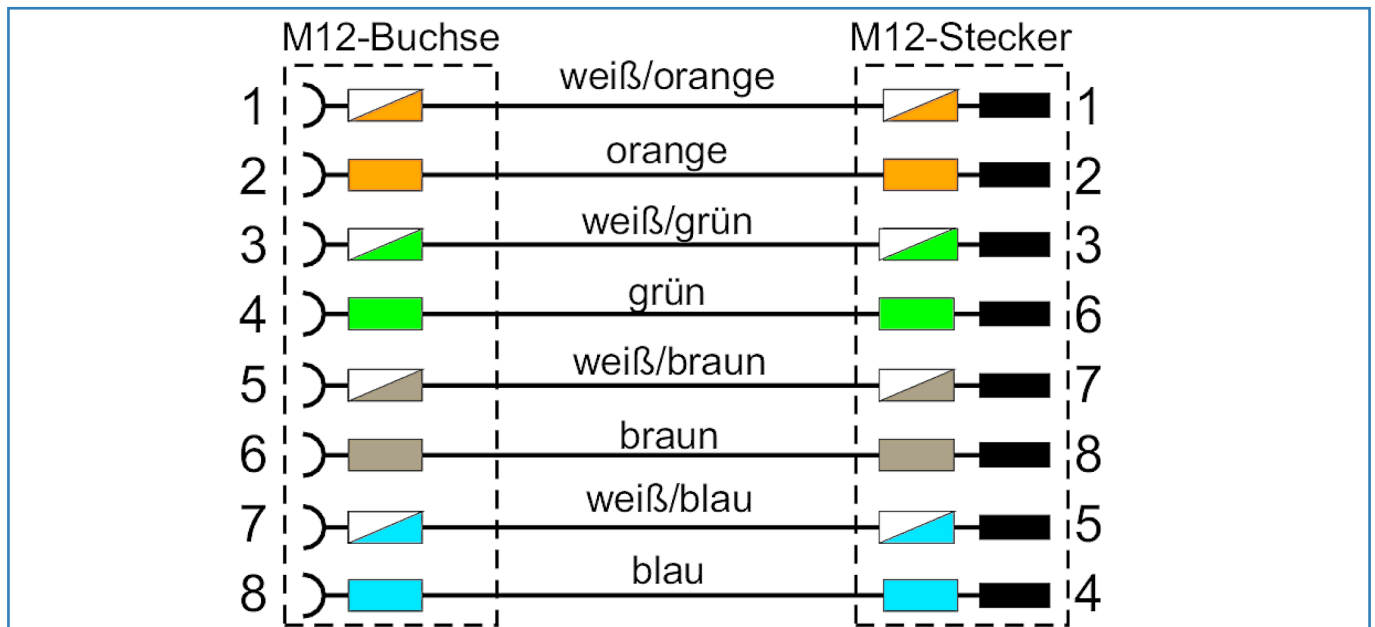 M12-Buchse M12-Stecker
weiß/orange
1 1
orange
2 2
weiß/grün
3 3
grün
4 6
weiß/braun
5 7
braun
6 8
weiß/blau
7 5
blau
8 4